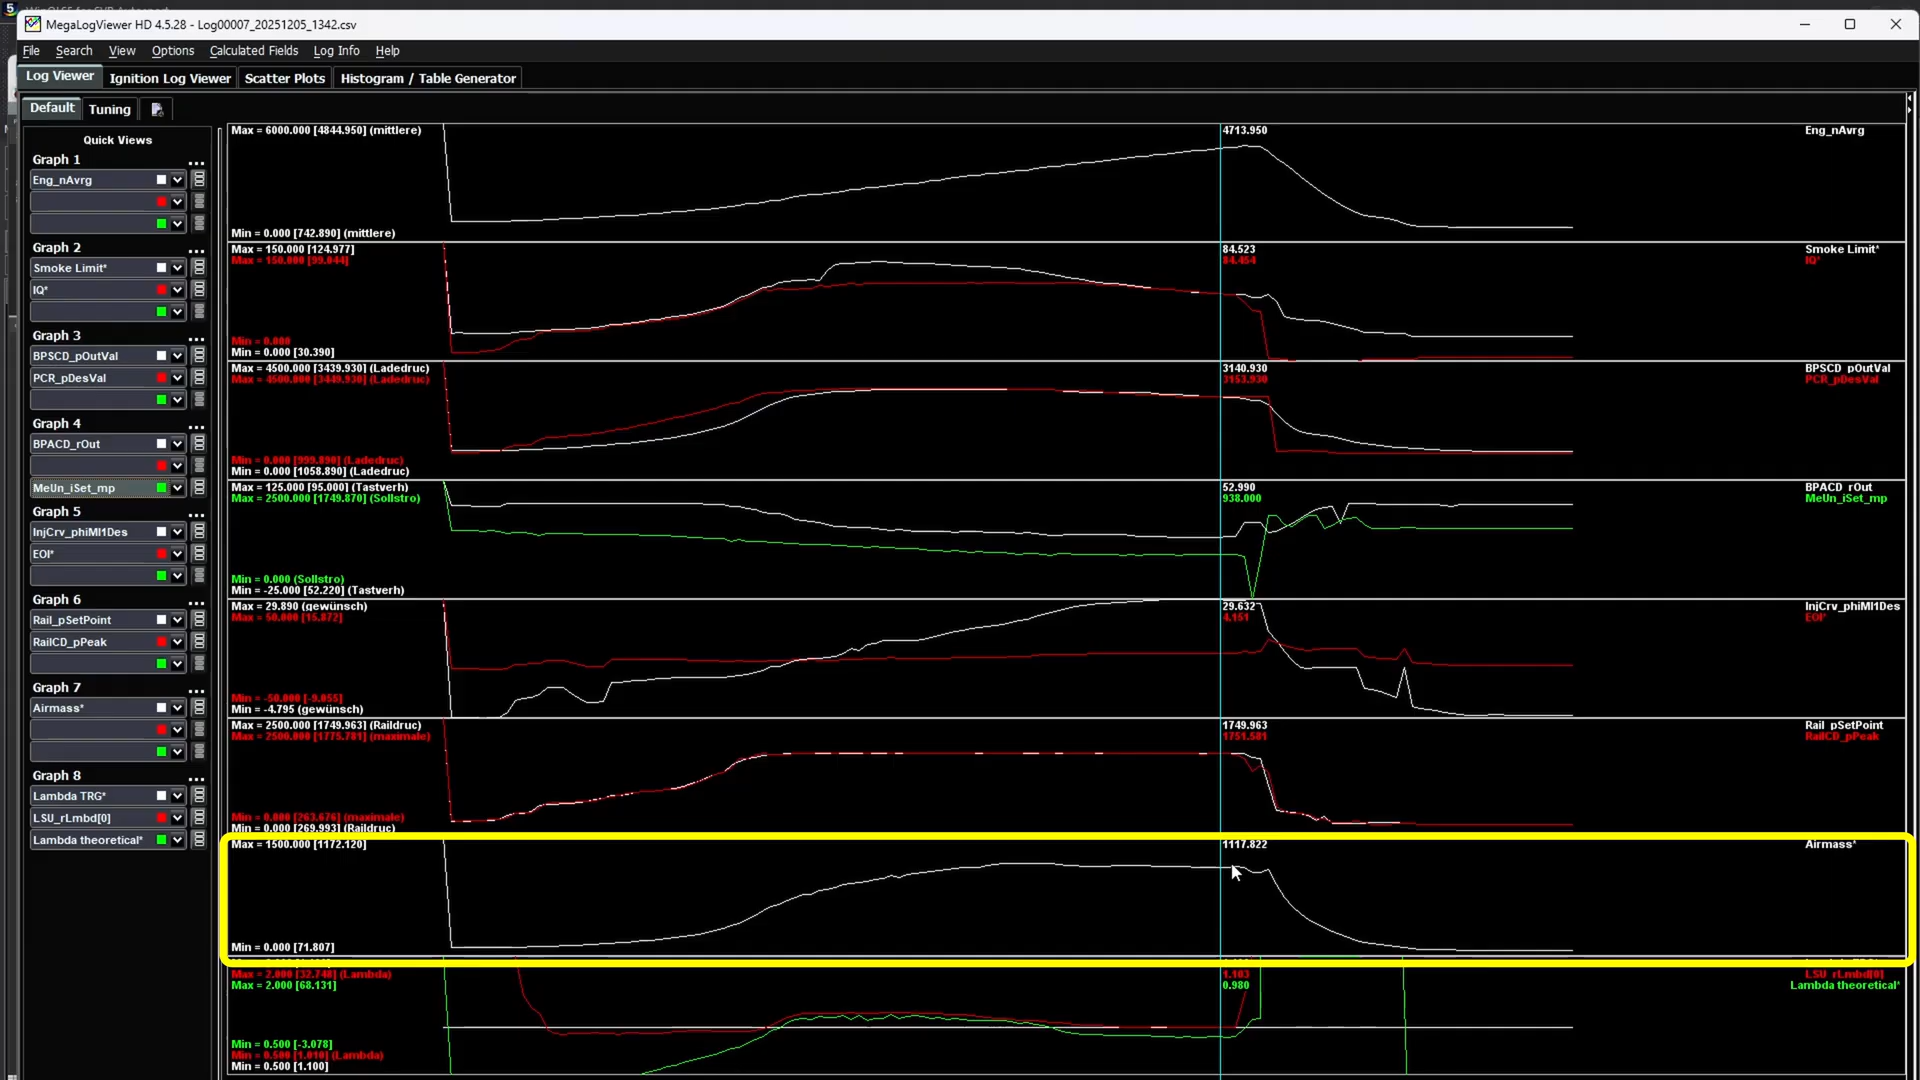 MegaLogViewer HD 4.5.28 - Log00007_20251205_1342.csv
File Search View Options Calculated Fields Log Info Help
Log Viewer Ignition Log Viewer Scatter Plots Histogram / Table Generator
Default Tuning
Quick Views
Graph 1 ...
Eng_nAvrg
Graph 2 ...
Smoke Limit*
IQ*
Graph 3 ...
BPSCD_pOutVal
PCR_pDesVal
Graph 4 ...
BPACD_rOut
MeUn_iSet_mp
Graph 5 ...
InjCrv_phiMI1Des
EOI*
Graph 6 ...
Rail_pSetPoint
RailCD_pPeak
Graph 7 ...
Airmass*
Graph 8 ...
Lambda TRG*
LSU_rLmbd[0]
Lambda theoretical*
Max = 6000.000 [4844.950] (mittlere) 4713.950 Eng_nAvrg
Min = 0.000 [742.890] (mittlere)
Max = 150.000 [124.977] 84.523 Smoke Limit*
Max = 150.000 [99.044] 84.454 IQ*
Min = 0.000
Min = 0.000 [30.390]
Max = 4500.000 [3439.930] (Ladedruc) 3140.930 BPSCD_pOutVal
Max = 4500.000 [3449.930] (Ladedruc) 3153.930 PCR_pDesVal
Min = 0.000 [999.890] (Ladedruc)
Min = 0.000 [1058.890] (Ladedruc)
Max = 125.000 [95.000] (Tastverh) 52.990 BPACD_rOut
Max = 2500.000 [1749.870] (Sollstro) 938.000 MeUn_iSet_mp
Min = 0.000 (Sollstro)
Min = -25.000 [52.220] (Tastverh)
Max = 29.890 (gewünsch) 29.632 InjCrv_phiMI1Des
Max = 50.000 [15.872] 4.151 EOI*
Min = -50.000 [-9.055]
Min = -4.795 (gewünsch)
Max = 2500.000 [1749.963] (Raildruc) 1749.963 Rail_pSetPoint
Max = 2500.000 [1775.781] (maximale) 1751.581 RailCD_pPeak
Min = 0.000 [263.676] (maximale)
Min = 0.000 [269.993] (Raildruc)
Max = 1500.000 [1172.120] 1117.822 Airmass*
Min = 0.000 [71.807]
Max = 2.000 [32.748] (Lambda) 1.103 LSU_rLmbd[0]
Max = 2.000 [68.131] 0.980 Lambda theoretical*
Min = 0.500 [-3.078]
Min = 0.500 [1.010] (Lambda)
Min = 0.500 [1.100]